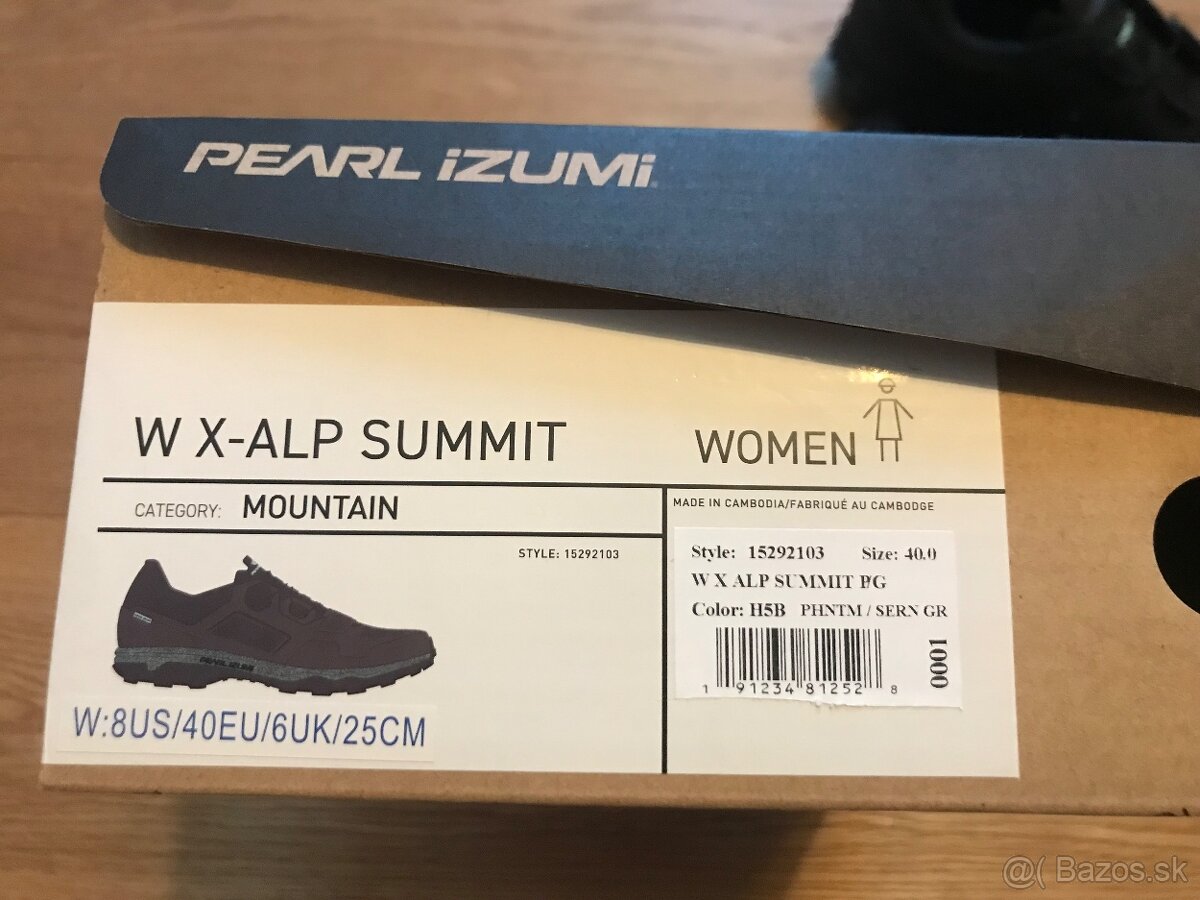 PEARL iZUMi
W X-ALP SUMMIT
WOMEN
CATEGORY: MOUNTAIN
MADE IN CAMBODIA/FABRIQUÉ AU CAMBODGE
STYLE: 15292103
Style: 15292103 Size: 40.0
W X ALP SUMMIT P/G
Color: H5B PHNTM / SERN GR
1 91234 81252 8
0001
PEARL iZUMi
W:8US/40EU/6UK/25CM
@( Bazos.sk